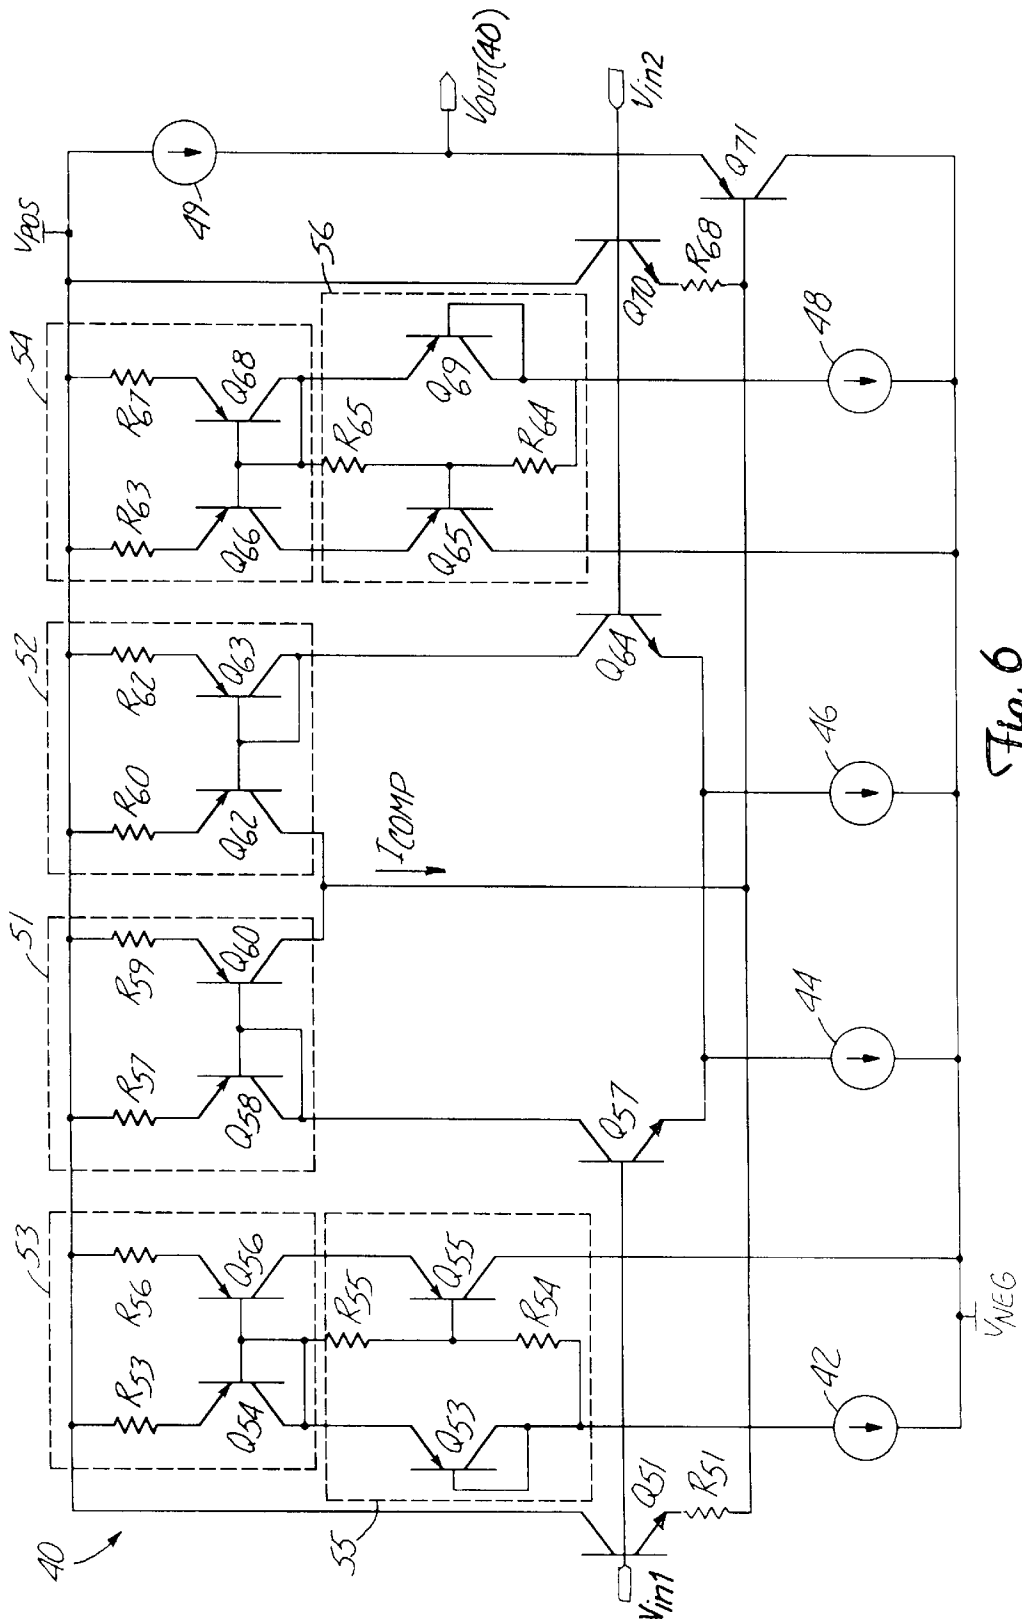 40
53
51
52
54
VPOS
R53
R56
R57
R59
R60
R62
R63
R67
49
Q54
Q56
Q58
Q60
Q62
Q63
Q66
Q68
VOUT(40)
55
R55
ICOMP
R65
56
Q53
Q55
Q65
Q69
R54
R64
Vin1
Vin2
Q51
Q57
Q64
Q70
R51
R68
Q71
42
44
46
48
VNEG
Fig. 6